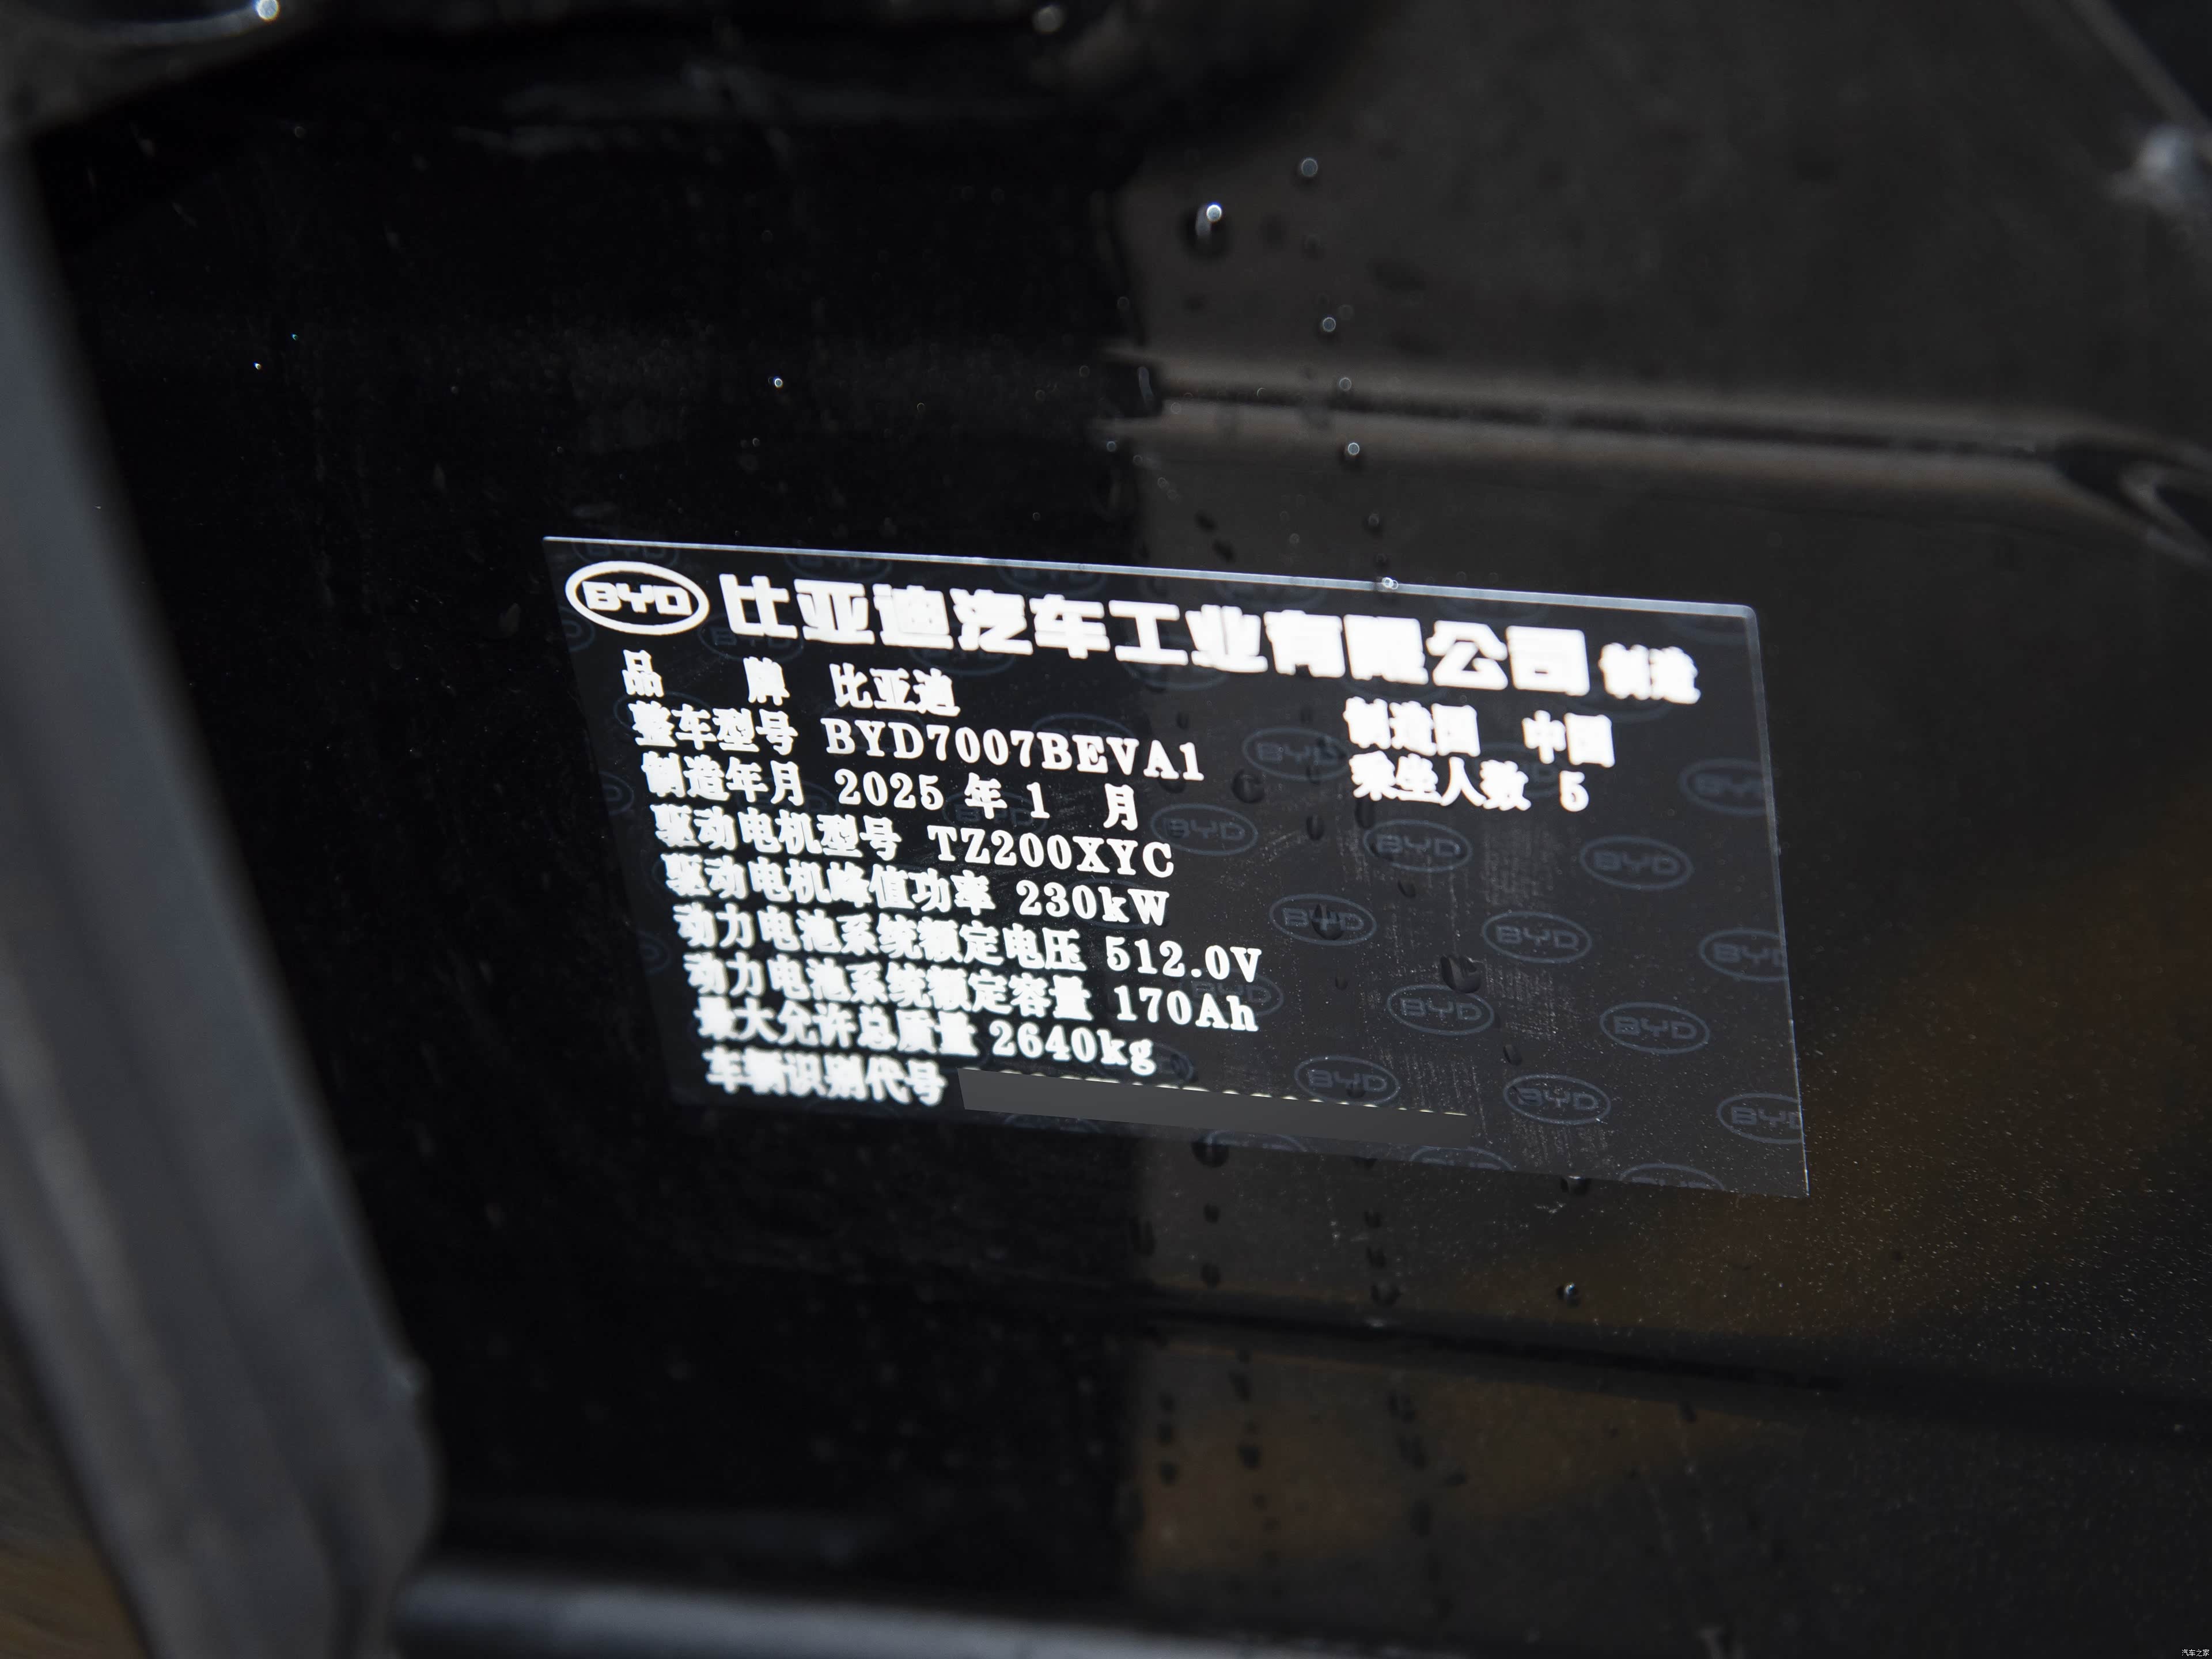 BYD 比亚迪汽车工业有限公司 制造
品 牌 比亚迪 制造国 中国
整车型号 BYD7007BEVA1 乘坐人数 5
制造年月 2025 年 1 月
驱动电机型号 TZ200XYC
驱动电机峰值功率 230kW
动力电池系统额定电压 512.0V
动力电池系统额定容量 170Ah
最大允许总质量 2640kg
车辆识别代号
汽车之家